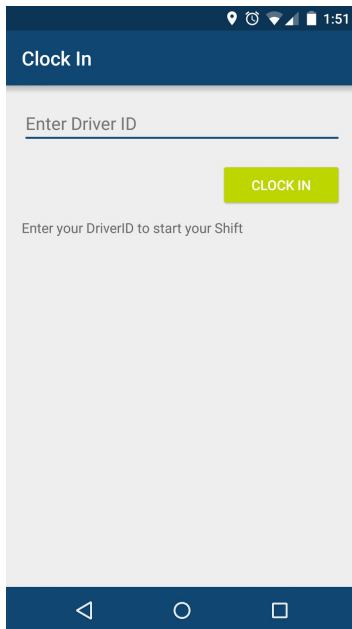 1:51
Clock In
Enter Driver ID
CLOCK IN
Enter your DriverID to start your Shift